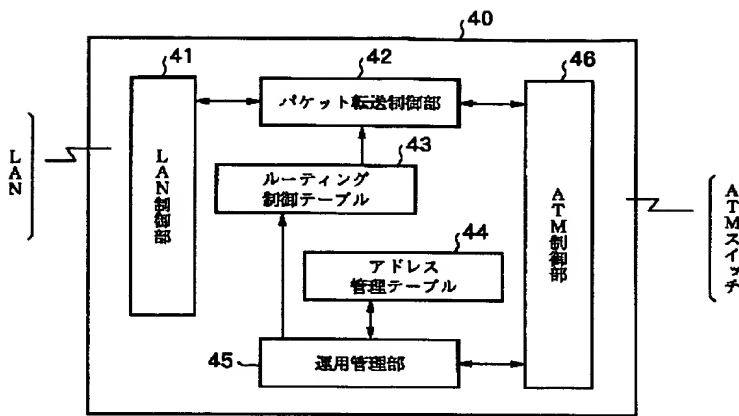 40
41
42
46
パケット転送制御部
43
LAN
LAN制御部
ルーティング
制御テーブル
ATM制御部
ATMスイッチ
44
アドレス
管理テーブル
45
運用管理部